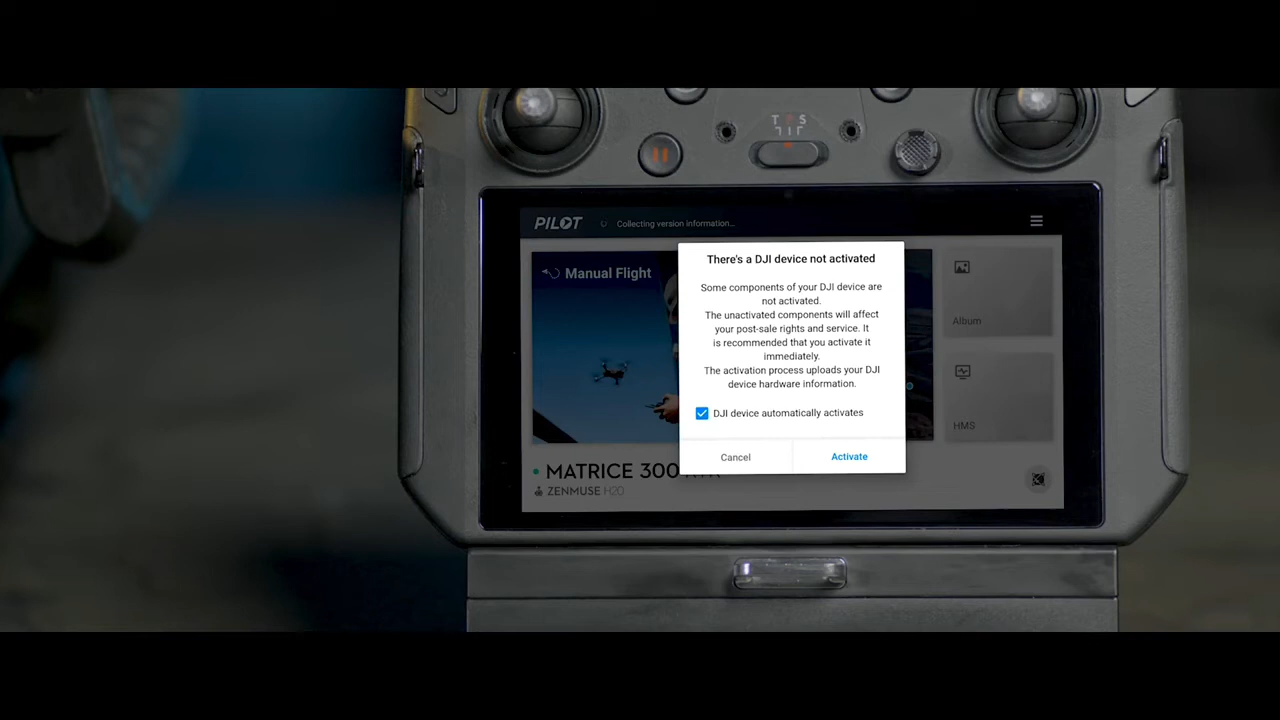 T P S
PILOT Collecting version information...
Manual Flight
There's a DJI device not activated
Some components of your DJI device are
not activated.
The unactivated components will affect
your post-sale rights and service. It
is recommended that you activate it
immediately.
The activation process uploads your DJI
device hardware information.
DJI device automatically activates
Cancel Activate
Album
HMS
MATRICE 300 RTK
ZENMUSE H20